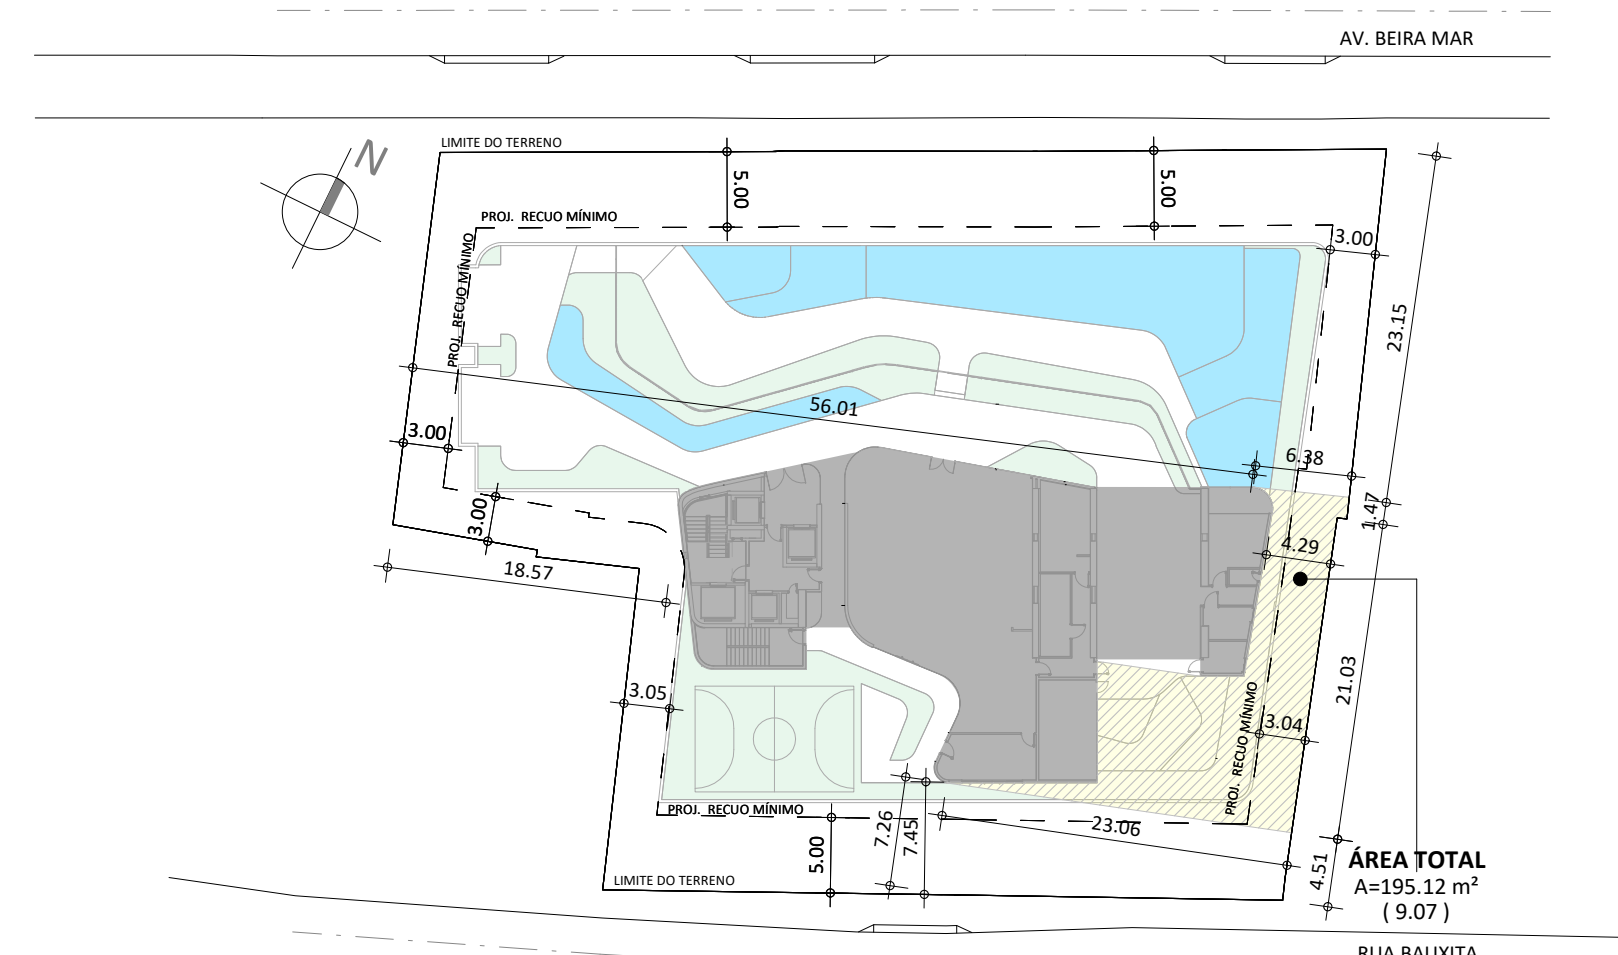 AV. BEIRA MAR
LIMITE DO TERRENO
N
5.00
5.00
PROJ. RECUO MÍNIMO
3.00
PROJ. RECUO MÍNIMO
23.15
56.01
3.00
6.38
1.47
3.00
4.29
18.57
21.03
3.05
3.04
PROJ. RECUO MÍNIMO
PROJ. RECUO MÍNIMO
7.26
7.45
23.06
5.00
4.51
ÁREA TOTAL
A=195.12 m²
( 9.07 )
LIMITE DO TERRENO
RUA BAUXITA